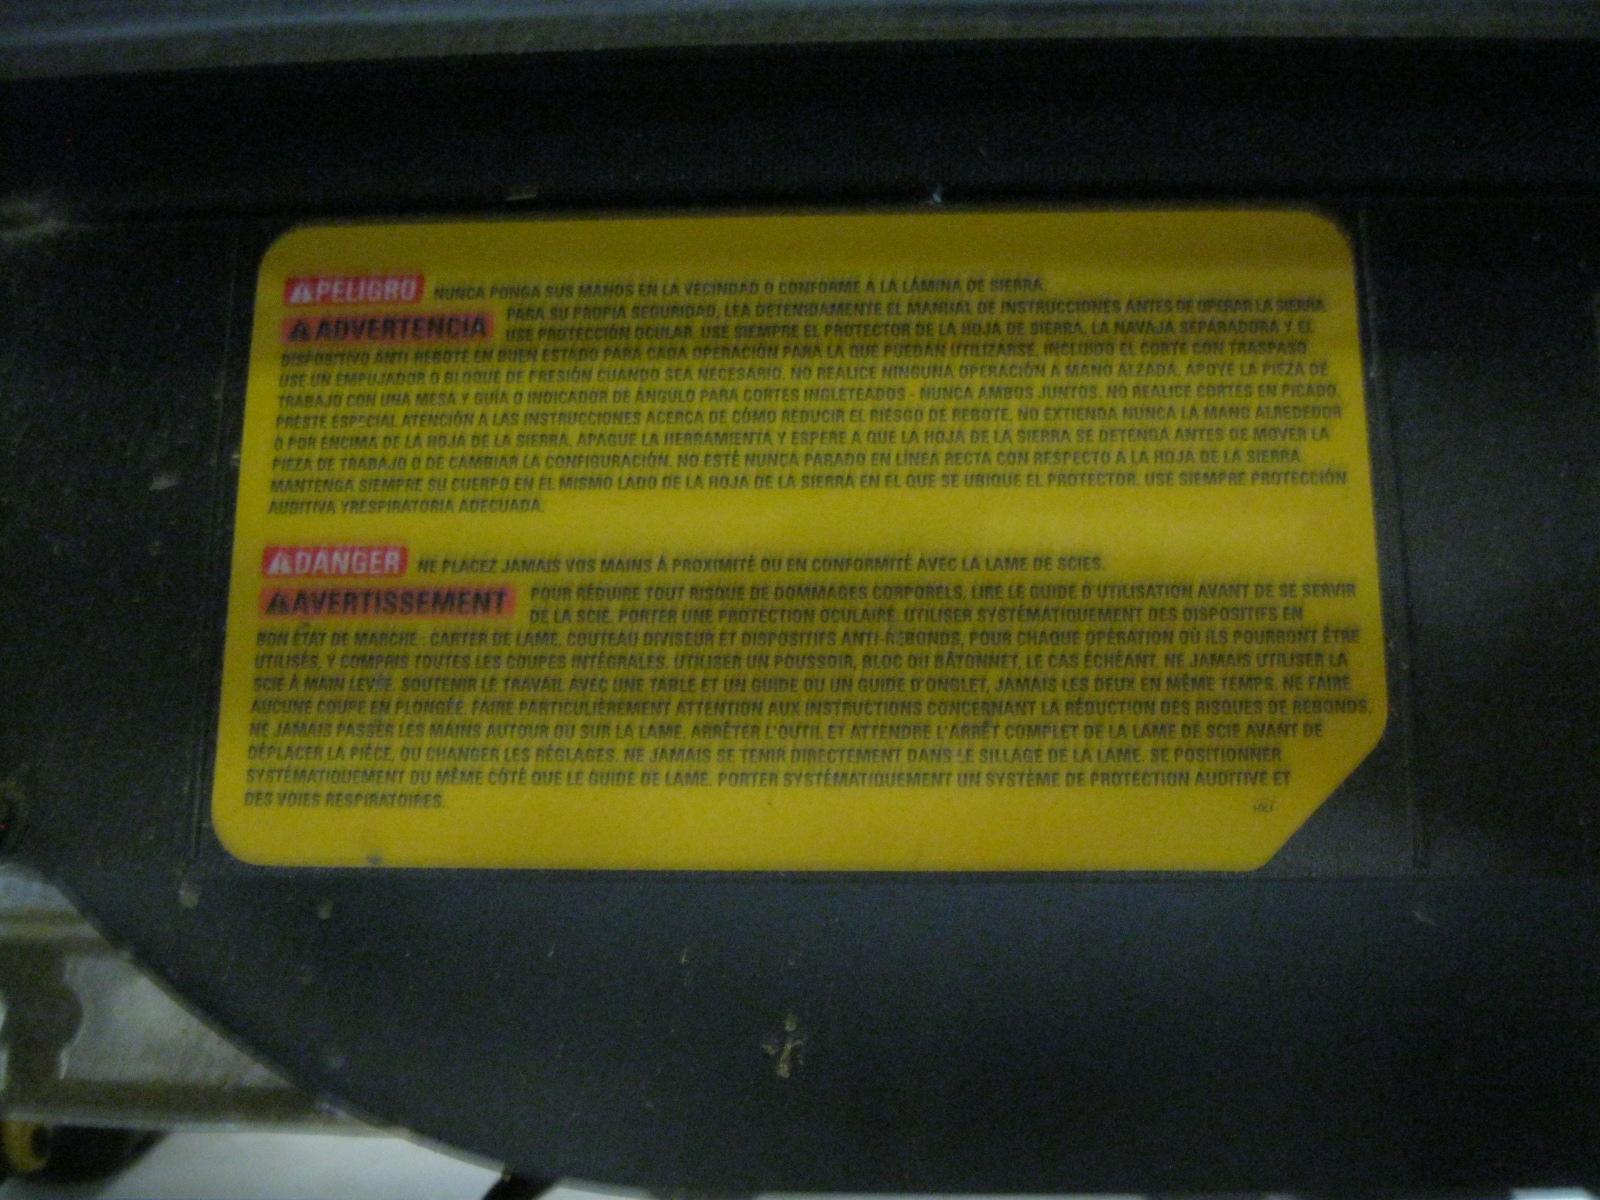 PELIGRO NUNCA PONGA SUS MANOS EN LA VECINDAD O CONFORME A LA LÁMINA DE SIERRA.
PARA SU PROPIA SEGURIDAD, LEA DETENIDAMENTE EL MANUAL DE INSTRUCCIONES ANTES DE OPERAR LA SIERRA.
ADVERTENCIA USE PROTECCIÓN OCULAR. USE SIEMPRE EL PROTECTOR DE LA HOJA DE SIERRA, LA NAVAJA SEPARADORA Y EL
DISPOSITIVO ANTI REBOTE EN BUEN ESTADO PARA CADA OPERACIÓN PARA LA QUE PUEDAN UTILIZARSE, INCLUIDO EL CORTE CON TRASPASO
USE UN EMPUJADOR O BLOQUE DE PRESIÓN CUANDO SEA NECESARIO. NO REALICE NINGUNA OPERACIÓN A MANO ALZADA. APOYE LA PIEZA DE
TRABAJO CON UNA MESA Y GUÍA O INDICADOR DE ÁNGULO PARA CORTES INGLETEADOS - NUNCA AMBOS JUNTOS. NO REALICE CORTES EN PICADO.
PRESTE ESPECIAL ATENCIÓN A LAS INSTRUCCIONES ACERCA DE CÓMO REDUCIR EL RIESGO DE REBOTE. NO EXTIENDA NUNCA LA MANO ALREDEDOR
O POR ENCIMA DE LA HOJA DE LA SIERRA. APAGUE LA HERRAMIENTA Y ESPERE A QUE LA HOJA DE LA SIERRA SE DETENGA ANTES DE MOVER LA
PIEZA DE TRABAJO O DE CAMBIAR LA CONFIGURACIÓN. NO ESTÉ NUNCA PARADO EN LÍNEA RECTA CON RESPECTO A LA HOJA DE LA SIERRA.
MANTENGA SIEMPRE SU CUERPO EN EL MISMO LADO DE LA HOJA DE LA SIERRA EN EL QUE SE UBIQUE EL PROTECTOR. USE SIEMPRE PROTECCIÓN
AUDITIVA YRESPIRATORIA ADECUADA.
DANGER NE PLACEZ JAMAIS VOS MAINS À PROXIMITÉ OU EN CONFORMITÉ AVEC LA LAME DE SCIES.
AVERTISSEMENT POUR RÉDUIRE TOUT RISQUE DE DOMMAGES CORPORELS, LIRE LE GUIDE D'UTILISATION AVANT DE SE SERVIR
DE LA SCIE. PORTER UNE PROTECTION OCULAIRE. UTILISER SYSTÉMATIQUEMENT DES DISPOSITIFS EN
BON ÉTAT DE MARCHE : CARTER DE LAME, COUTEAU DIVISEUR ET DISPOSITIFS ANTI-REBONDS, POUR CHAQUE OPÉRATION OÙ ILS POURRONT ÊTRE
UTILISÉS, Y COMPRIS TOUTES LES COUPES INTÉGRALES. UTILISER UN POUSSOIR, BLOC OU BÂTONNET, LE CAS ÉCHÉANT. NE JAMAIS UTILISER LA
SCIE À MAIN LEVÉE. SOUTENIR LE TRAVAIL AVEC UNE TABLE ET UN GUIDE OU UN GUIDE D'ONGLET, JAMAIS LES DEUX EN MÊME TEMPS. NE FAIRE
AUCUNE COUPE EN PLONGÉE. FAIRE PARTICULIÈREMENT ATTENTION AUX INSTRUCTIONS CONCERNANT LA RÉDUCTION DES RISQUES DE REBONDS.
NE JAMAIS PASSER LES MAINS AUTOUR OU SUR LA LAME. ARRÊTER L'OUTIL ET ATTENDRE L'ARRÊT COMPLET DE LA LAME DE SCIE AVANT DE
DÉPLACER LA PIÈCE, OU CHANGER LES RÉGLAGES. NE JAMAIS SE TENIR DIRECTEMENT DANS LE SILLAGE DE LA LAME. SE POSITIONNER
SYSTÉMATIQUEMENT DU MÊME CÔTÉ QUE LE GUIDE DE LAME. PORTER SYSTÉMATIQUEMENT UN SYSTÈME DE PROTECTION AUDITIVE ET
DES VOIES RESPIRATOIRES.